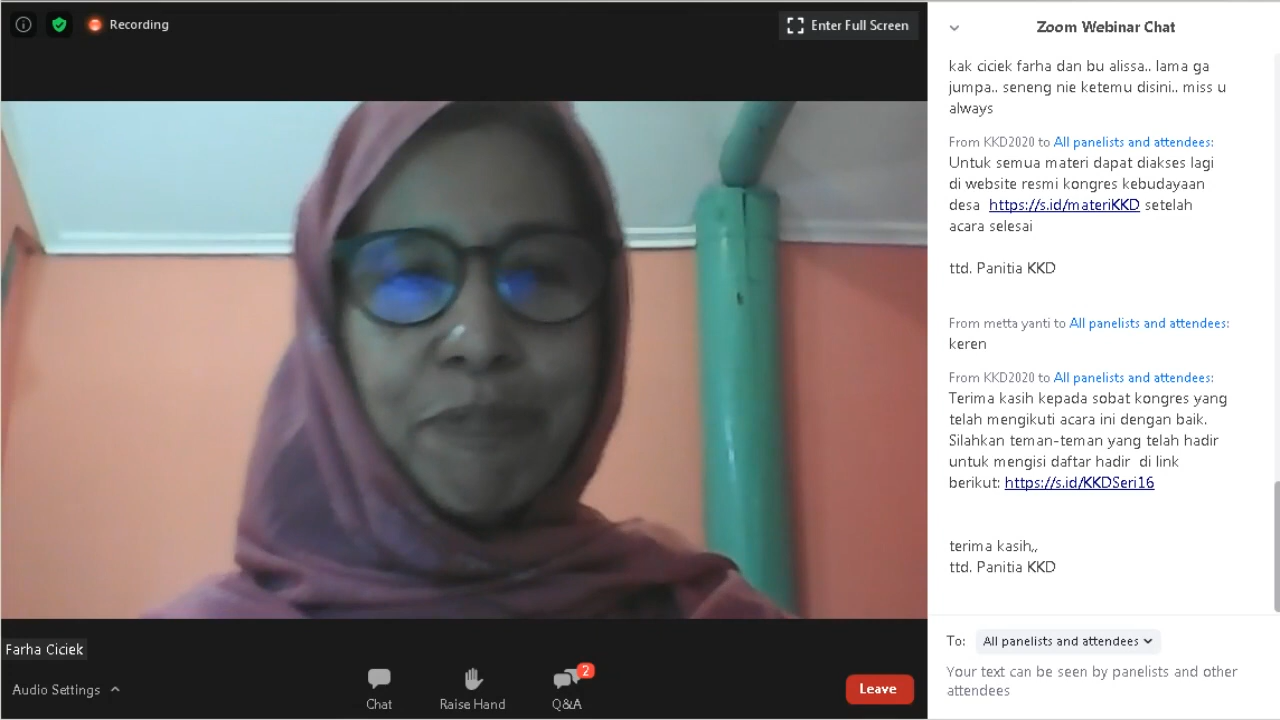 Recording
Enter Full Screen
Farha Ciciek
Audio Settings
Chat
Raise Hand
2
Q&A
Leave
Zoom Webinar Chat
kak ciciek farha dan bu alissa.. lama ga
jumpa.. seneng nie ketemu disini.. miss u
always
From KKD2020 to All panelists and attendees:
Untuk semua materi dapat diakses lagi
di website resmi kongres kebudayaan
desa https://s.id/materiKKD setelah
acara selesai
ttd. Panitia KKD
From metta yanti to All panelists and attendees:
keren
From KKD2020 to All panelists and attendees:
Terima kasih kepada sobat kongres yang
telah mengikuti acara ini dengan baik.
Silahkan teman-teman yang telah hadir
untuk mengisi daftar hadir di link
berikut: https://s.id/KKDSeri16
terima kasih,,
ttd. Panitia KKD
To: All panelists and attendees
Your text can be seen by panelists and other
attendees